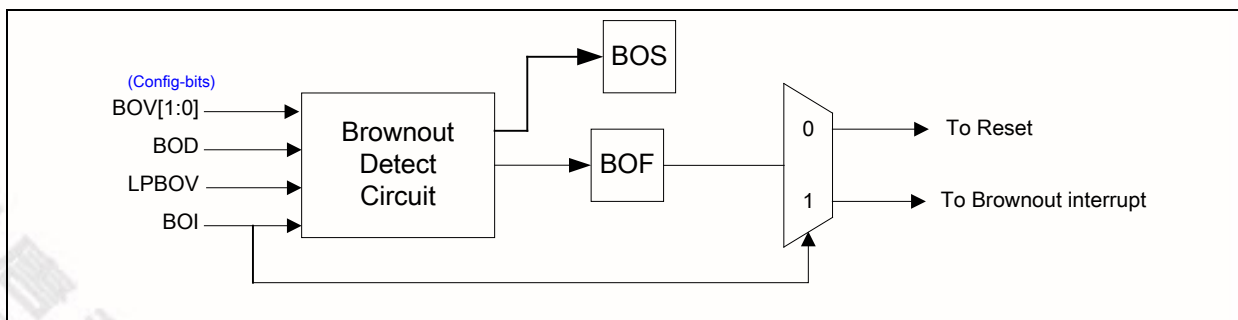 (Config-bits)
BOV[1:0]
BOD
LPBOV
BOI
Brownout
Detect
Circuit
BOS
BOF
0
1
To Reset
To Brownout interrupt